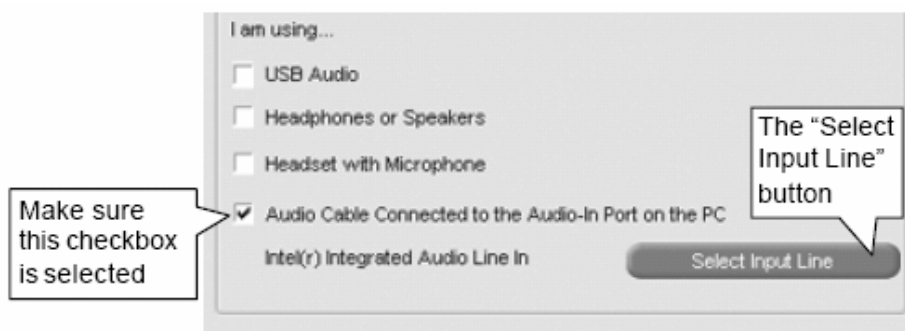 I am using...
USB Audio
Headphones or Speakers
Headset with Microphone
The “Select
Input Line”
button
Make sure
this checkbox
is selected
Audio Cable Connected to the Audio-In Port on the PC
Intel(r) Integrated Audio Line In
Select Input Line